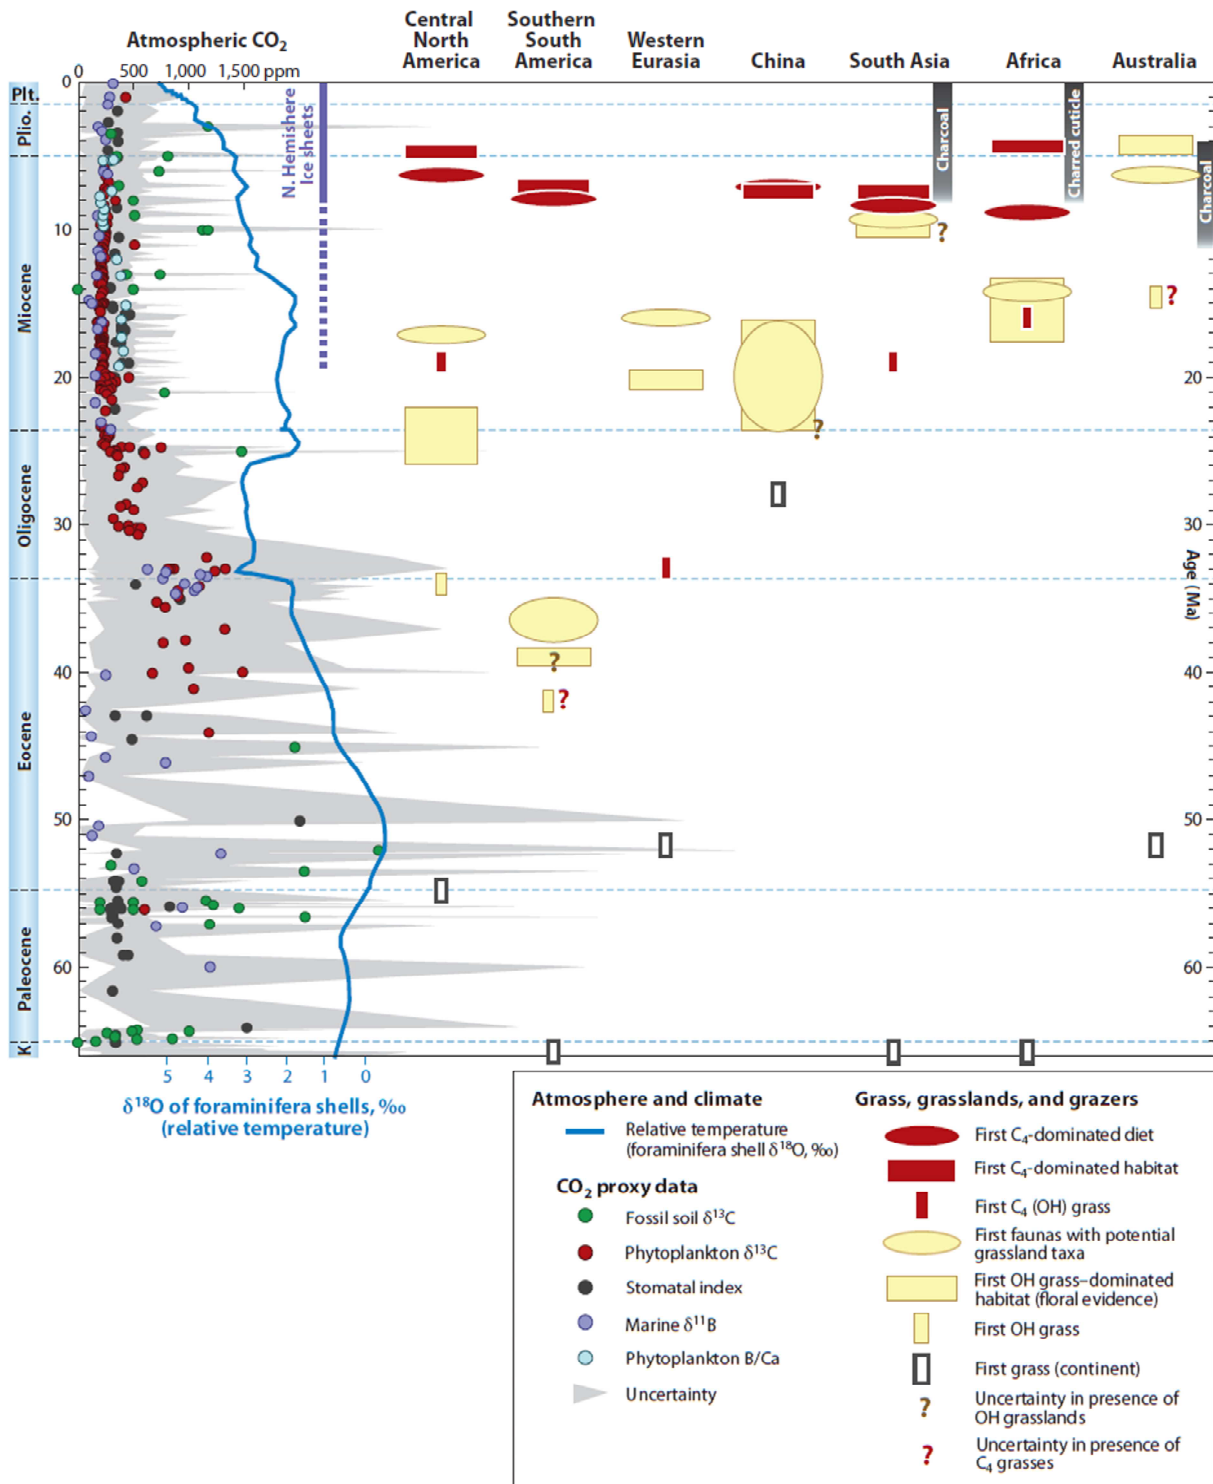 Central
North
America
Southern
South
America
Western
Eurasia
China
South Asia
Africa
Australia
Atmospheric CO₂
0 500 1,000 1,500 ppm
0
10
20
30
40
50
60
Plt.
Plio.
Miocene
Oligocene
Eocene
Paleocene
K
N. Hemishere
Ice sheets
Charcoal
Charred cuticle
Charcoal
?
?
?
?
?
?
10
20
30
40
50
60
Age (Ma)
5 4 3 2 1 0
δ¹⁸O of foraminifera shells, ‰
(relative temperature)
Atmosphere and climate
Relative temperature
(foraminifera shell δ¹⁸O, ‰)
CO₂ proxy data
Fossil soil δ¹³C
Phytoplankton δ¹³C
Stomatal index
Marine δ¹¹B
Phytoplankton B/Ca
Uncertainty
Grass, grasslands, and grazers
First C₄-dominated diet
First C₄-dominated habitat
First C₄ (OH) grass
First faunas with potential
grassland taxa
First OH grass–dominated
habitat (floral evidence)
First OH grass
First grass (continent)
? Uncertainty in presence of
OH grasslands
? Uncertainty in presence of
C₄ grasses